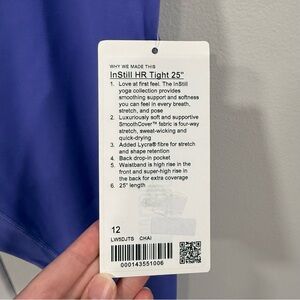 WHY WE MADE THIS
InStill HR Tight 25"
1. Love at first feel. The InStill
yoga collection provides
smoothing support and softness
you can feel in every breath,
stretch, and pose
2. Luxuriously soft and supportive
SmoothCover™ fabric is four-way
stretch, sweat-wicking and
quick-drying
3. Added Lycra® fibre for stretch
and shape retention
4. Back drop-in pocket
5. Waistband is high-rise in the
front and super-high-rise in
the back for extra coverage
6. 25" length
12
LW5DJTS CHAI
000143551006